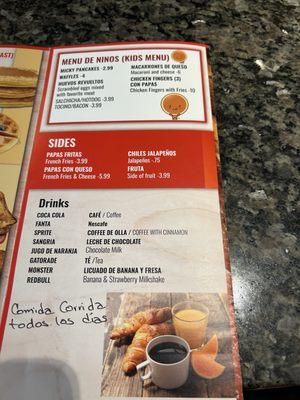 AST)
MENU DE NINOS (KIDS MENU)
MICKY PANCAKES -2.99
WAFFLES -4
HUEVOS REVUELTOS
Scrambled eggs mixed
with favorite meat
SALCHICHA/HOTDOG -3.99
TOCINO/BACON -3.99
MACARRONES DE QUESO
Macaroni and cheese -6
CHICKEN FINGERS (3)
CON PAPAS
Chicken Fingers with Fries -10
SIDES
PAPAS FRITAS
French Fries -3.99
PAPAS CON QUESO
French Fries & Cheese -5.99
CHILES JALAPEÑOS
Jalapeños -.75
FRUTA
Side of fruit -3.99
Drinks
COCA COLA
FANTA
SPRITE
SANGRIA
JUGO DE NARANJA
GATORADE
MONSTER
REDBULL
CAFÉ / Coffee
Nescafe
COFFEE DE OLLA / COFFEE WITH CINNAMON
LECHE DE CHOCOLATE
Chocolate Milk
TÉ /Tea
LICUADO DE BANANA Y FRESA
Banana & Strawberry Milkshake
Comida Corrida
todos los dias